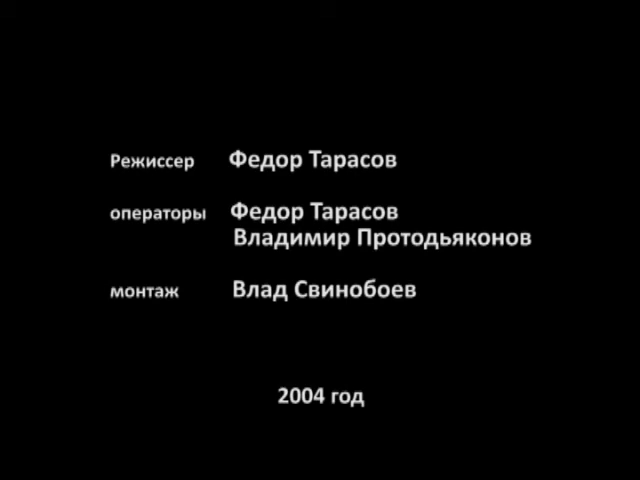 Режиссер Федор Тарасов
операторы Федор Тарасов
Владимир Протодьяконов
монтаж Влад Свинобоев
2004 год